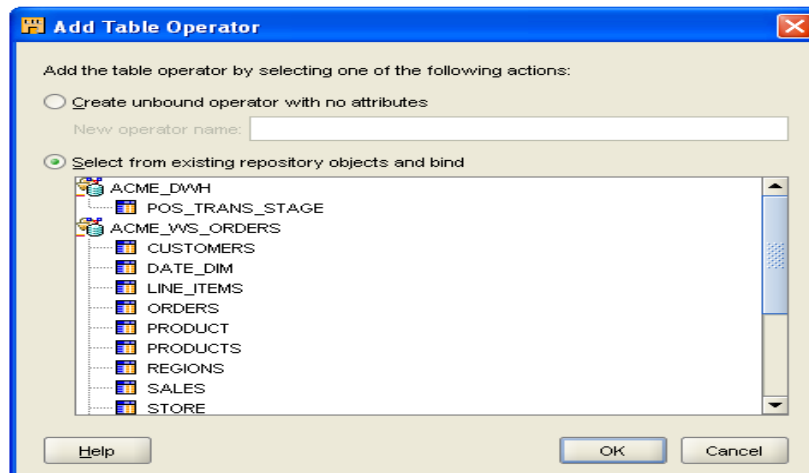 Add Table Operator
Add the table operator by selecting one of the following actions:
Create unbound operator with no attributes
New operator name:
Select from existing repository objects and bind
ACME_DWH
POS_TRANS_STAGE
ACME_WS_ORDERS
CUSTOMERS
DATE_DIM
LINE_ITEMS
ORDERS
PRODUCT
PRODUCTS
REGIONS
SALES
STORE
Help OK Cancel